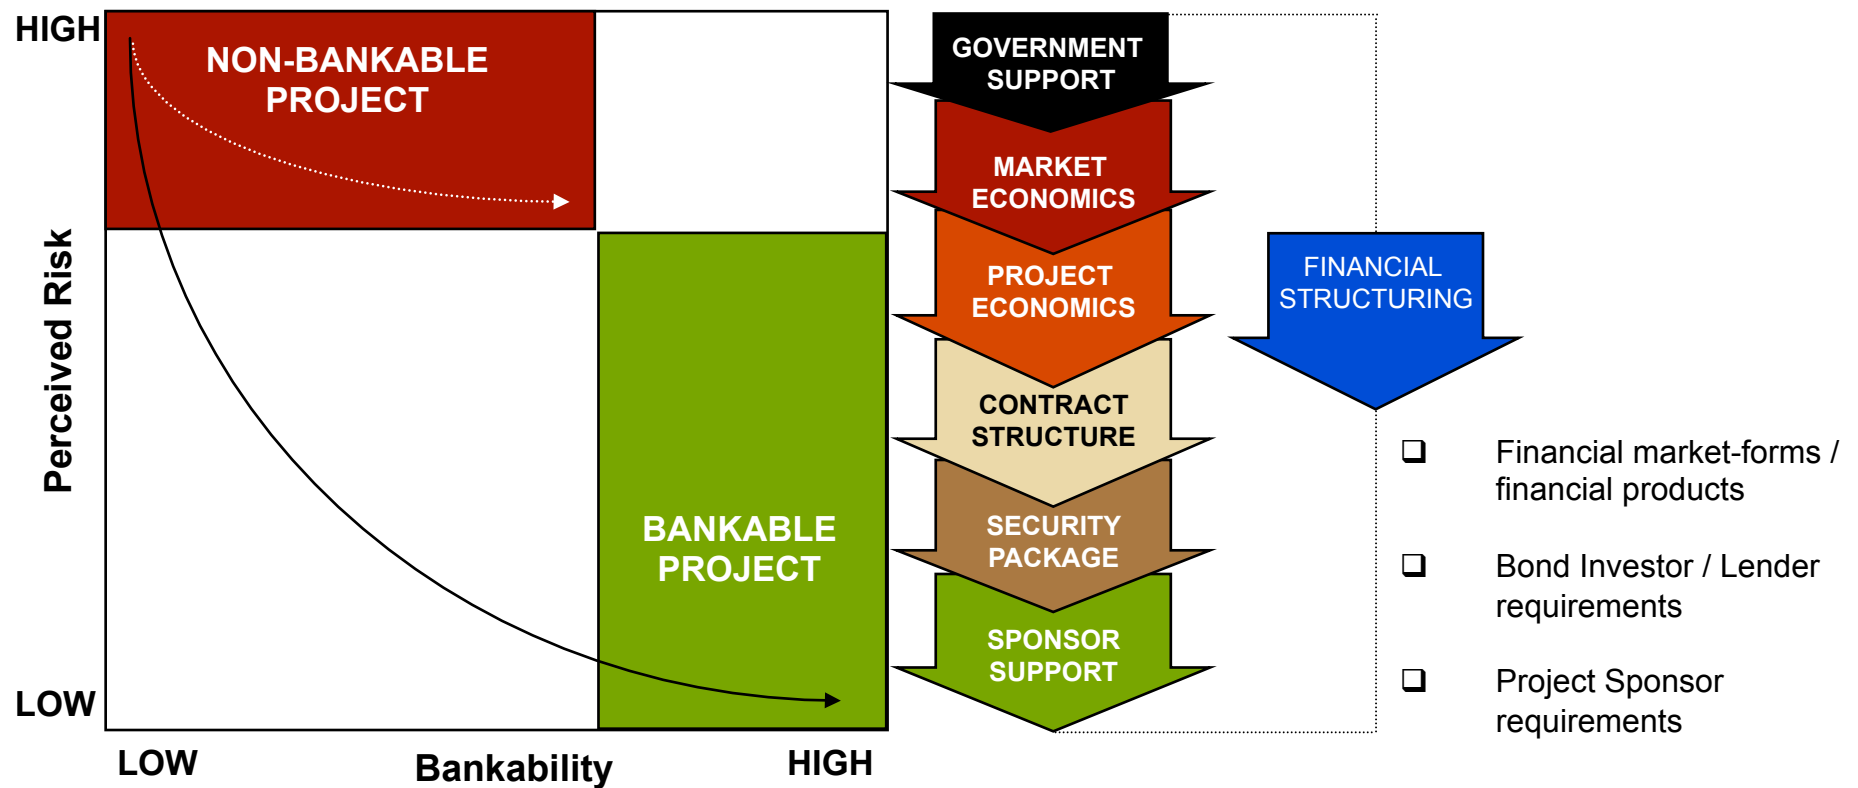 HIGH
NON-BANKABLE
PROJECT
Perceived Risk
BANKABLE
PROJECT
LOW
LOW
Bankability
HIGH
GOVERNMENT
SUPPORT
MARKET
ECONOMICS
PROJECT
ECONOMICS
CONTRACT
STRUCTURE
SECURITY
PACKAGE
SPONSOR
SUPPORT
FINANCIAL
STRUCTURING
Financial market-forms /
financial products
Bond Investor / Lender
requirements
Project Sponsor
requirements